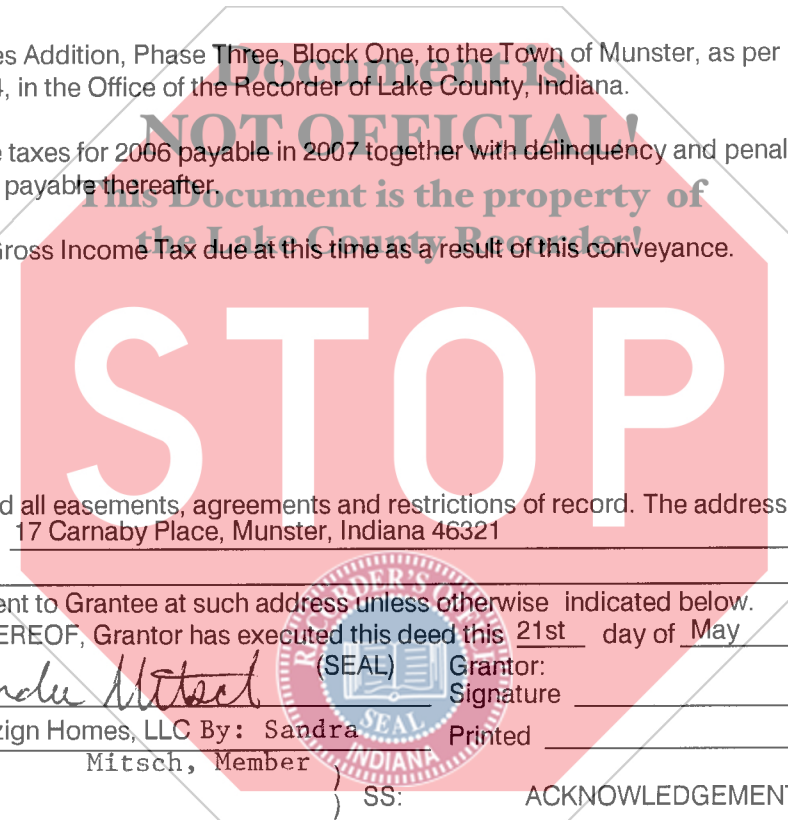 es Addition, Phase Three, Block One, to the Town of Munster, as per
, in the Office of the Recorder of Lake County, Indiana.
Document is
NOT OFFICIAL!
This Document is the property of
the Lake County Recorder!
taxes for 2006 payable in 2007 together with delinquency and penal
payable thereafter.
Gross Income Tax due at this time as a result of this conveyance.
STOP
d all easements, agreements and restrictions of record. The address
17 Carnaby Place, Munster, Indiana 46321
ent to Grantee at such address unless otherwise indicated below.
EREOF, Grantor has executed this deed this 21st day of May
(SEAL) Grantor:
Mitsch Signature
zign Homes, LLC By: Sandra Printed
Mitsch, Member
) SS: ACKNOWLEDGEMENT
)
RECORDER'S OFFICE
SEAL
INDIANA